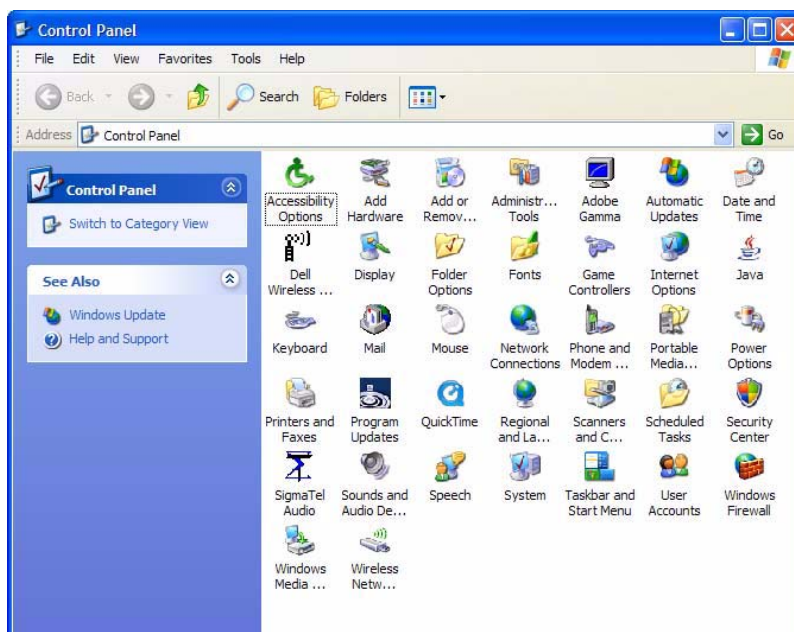 Control Panel
File Edit View Favorites Tools Help
Back Search Folders
Address Control Panel Go
Control Panel
Switch to Category View
See Also
Windows Update
Help and Support
Accessibility Options
Add Hardware
Add or Remov...
Administr... Tools
Adobe Gamma
Automatic Updates
Date and Time
Dell Wireless ...
Display
Folder Options
Fonts
Game Controllers
Internet Options
Java
Keyboard
Mail
Mouse
Network Connections
Phone and Modem ...
Portable Media...
Power Options
Printers and Faxes
Program Updates
QuickTime
Regional and La...
Scanners and C...
Scheduled Tasks
Security Center
SigmaTel Audio
Sounds and Audio De...
Speech
System
Taskbar and Start Menu
User Accounts
Windows Firewall
Windows Media ...
Wireless Netw...